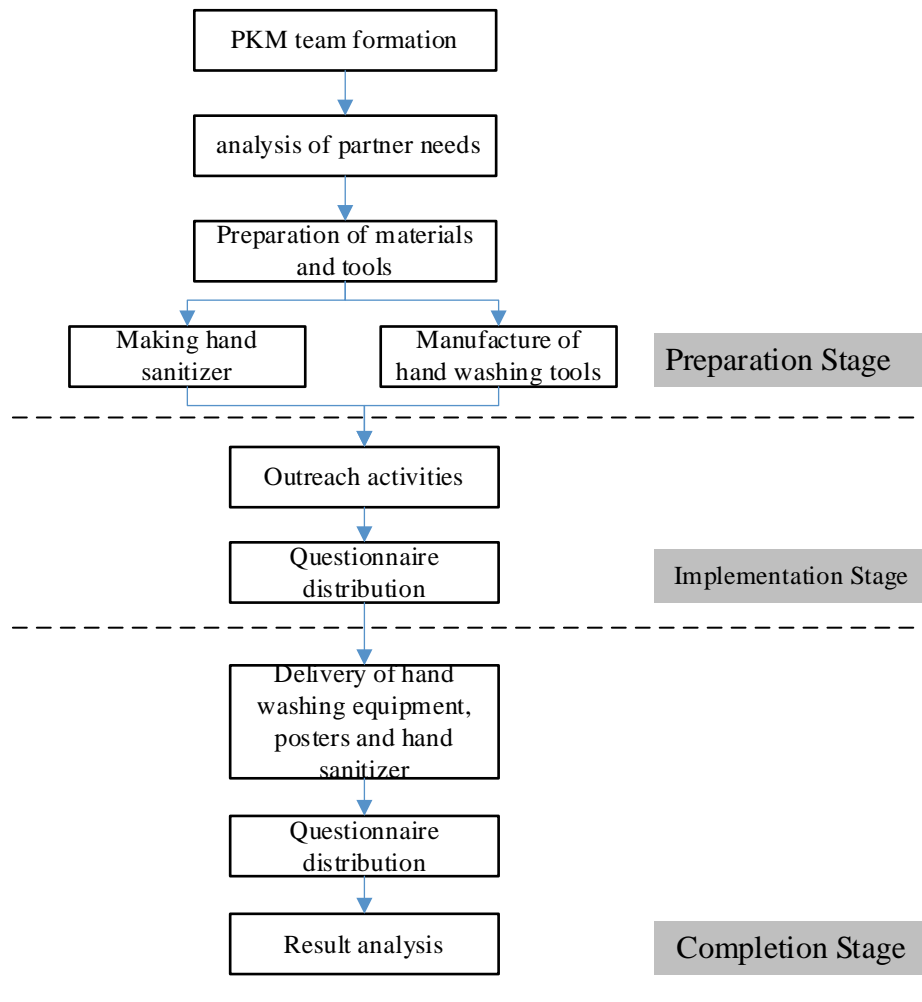 PKM team formation
analysis of partner needs
Preparation of materials
and tools
Making hand
sanitizer
Manufacture of
hand washing tools
Preparation Stage
Outreach activities
Questionnaire
distribution
Implementation Stage
Delivery of hand
washing equipment,
posters and hand
sanitizer
Questionnaire
distribution
Result analysis
Completion Stage